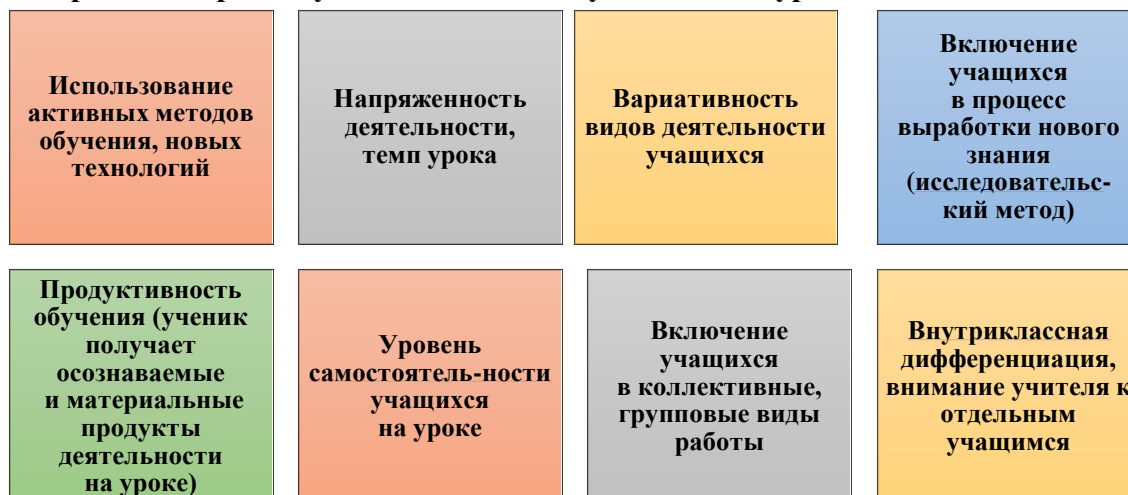 Использование
активных методов
обучения, новых
технологий
Напряженность
деятельности,
темп урока
Вариативность
видов деятельности
учащихся
Включение
учащихся
в процесс
выработки нового
знания
(исследовательс-
кий метод)
Продуктивность
обучения (ученик
получает
осознаваемые
и материальные
продукты
деятельности
на уроке)
Уровень
самостоятель-ности
учащихся
на уроке
Включение
учащихся
в коллективные,
групповые виды
работы
Внутриклассная
дифференциация,
внимание учителя к
отдельным
учащимся